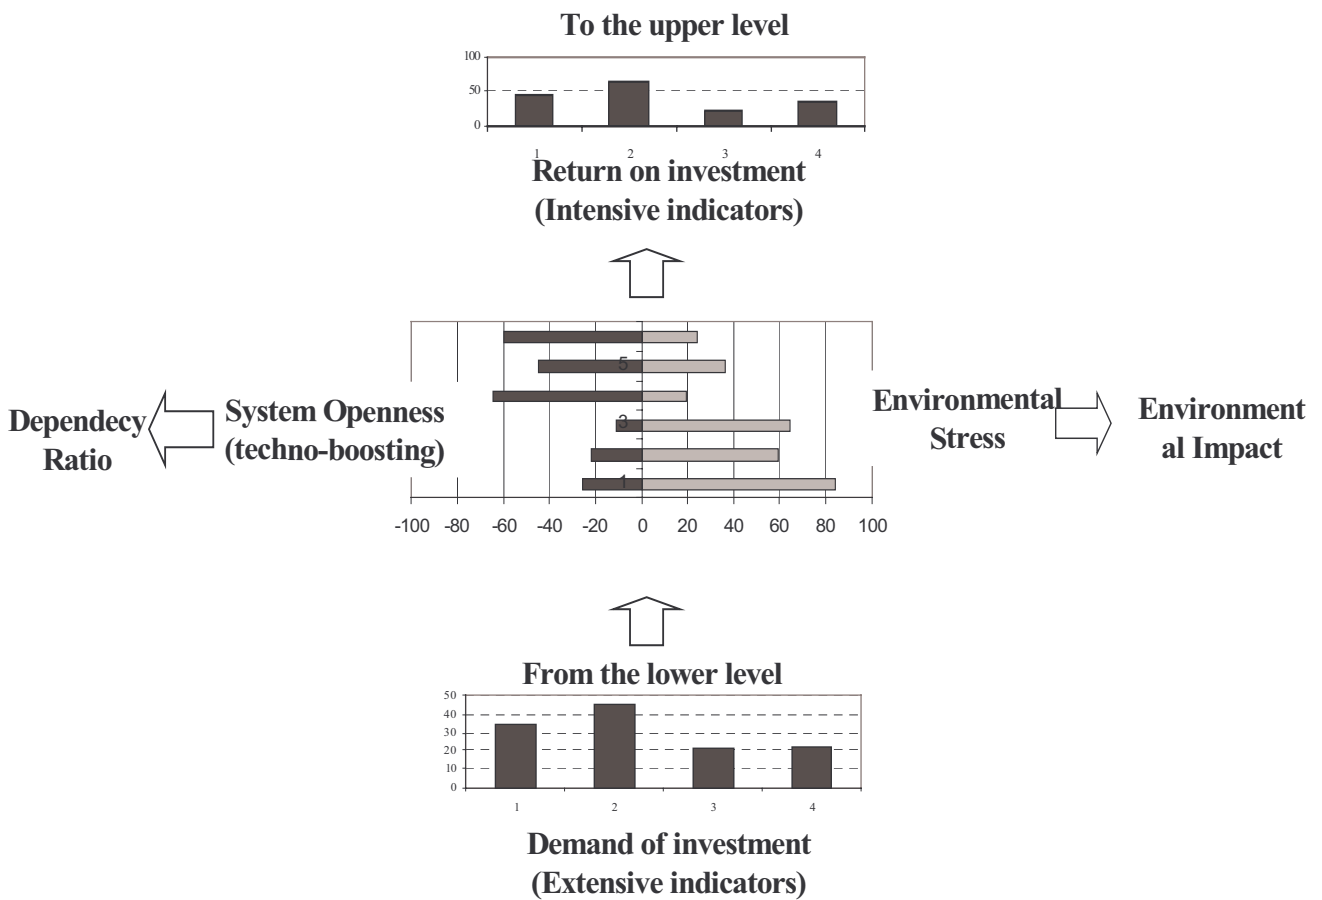 To the upper level
100
50
0
1 2 3 4
Return on investment
(Intensive indicators)
5
3
1
Dependecy
Ratio
System Openness
(techno-boosting)
Environmental
Stress
Environment
al Impact
-100 -80 -60 -40 -20 0 20 40 60 80 100
From the lower level
50
40
30
20
10
0
1 2 3 4
Demand of investment
(Extensive indicators)